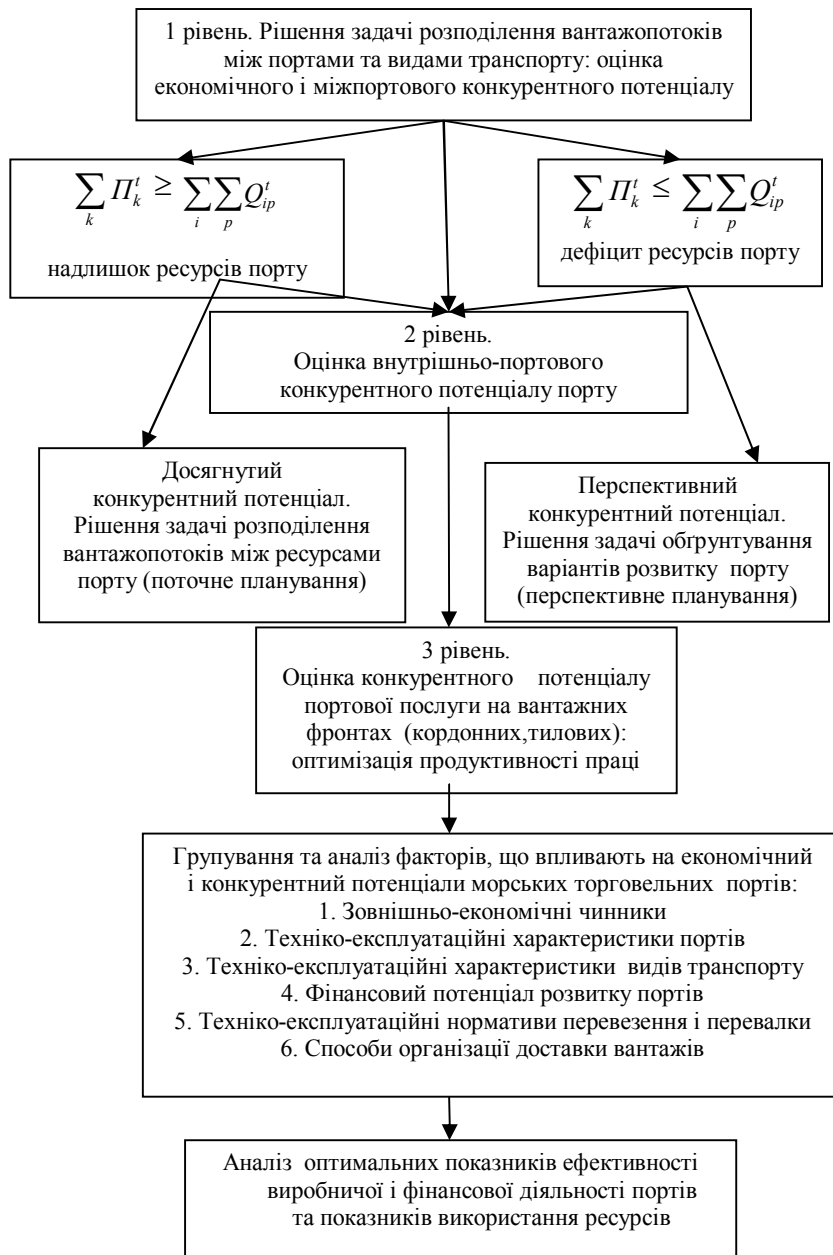 1 рівень. Рішення задачі розподілення вантажопотоків
між портами та видами транспорту: оцінка
економічного і міжпортового конкурентного потенціалу
∑_k П_k^t ≥ ∑_i ∑_p Q_ip^t
надлишок ресурсів порту
∑_k П_k^t ≤ ∑_i ∑_p Q_ip^t
дефіцит ресурсів порту
2 рівень.
Оцінка внутрішньо-портового
конкурентного потенціалу порту
Досягнутий
конкурентний потенціал.
Рішення задачі розподілення
вантажопотоків між ресурсами
порту (поточне планування)
Перспективний
конкурентний потенціал.
Рішення задачі обґрунтування
варіантів розвитку порту
(перспективне планування)
3 рівень.
Оцінка конкурентного потенціалу
портової послуги на вантажних
фронтах (кордонних,тилових):
оптимізація продуктивності праці
Групування та аналіз факторів, що впливають на економічний
і конкурентний потенціали морських торговельних портів:
1. Зовнішньо-економічні чинники
2. Техніко-експлуатаційні характеристики портів
3. Техніко-експлуатаційні характеристики видів транспорту
4. Фінансовий потенціал розвитку портів
5. Техніко-експлуатаційні нормативи перевезення і перевалки
6. Способи організації доставки вантажів
Аналіз оптимальних показників ефективності
виробничої і фінансової діяльності портів
та показників використання ресурсів